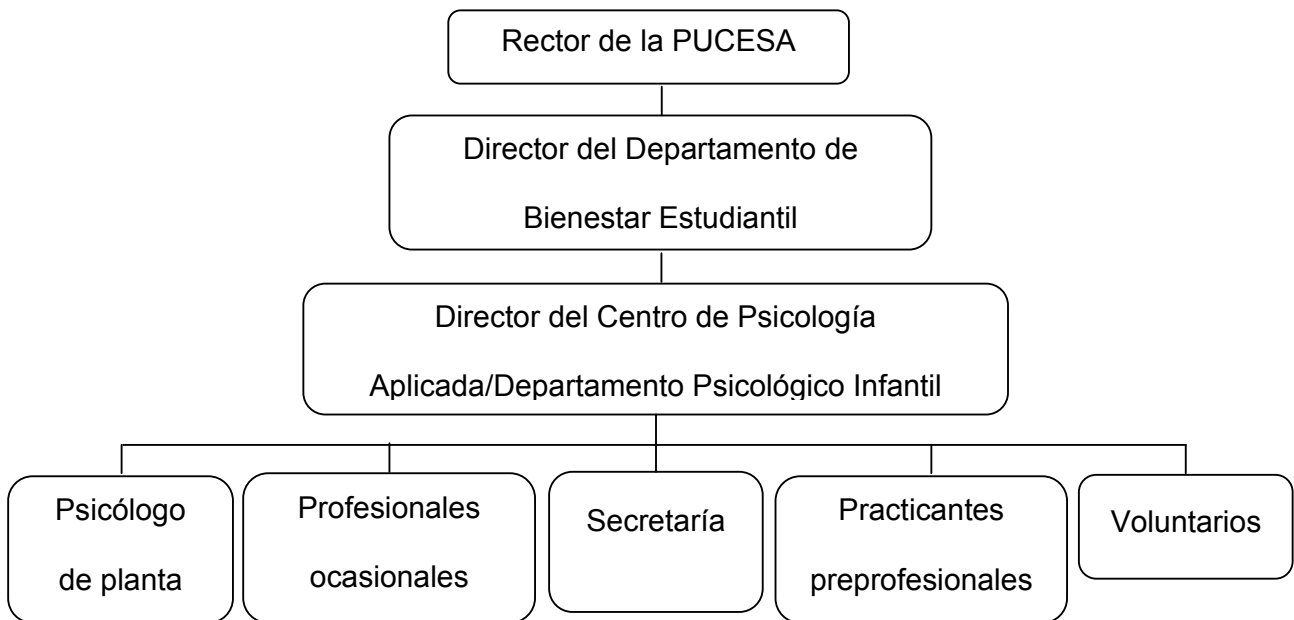 Rector de la PUCESA
Director del Departamento de
Bienestar Estudiantil
Director del Centro de Psicología
Aplicada/Departamento Psicológico Infantil
Psicólogo
de planta
Profesionales
ocasionales
Secretaría
Practicantes
preprofesionales
Voluntarios